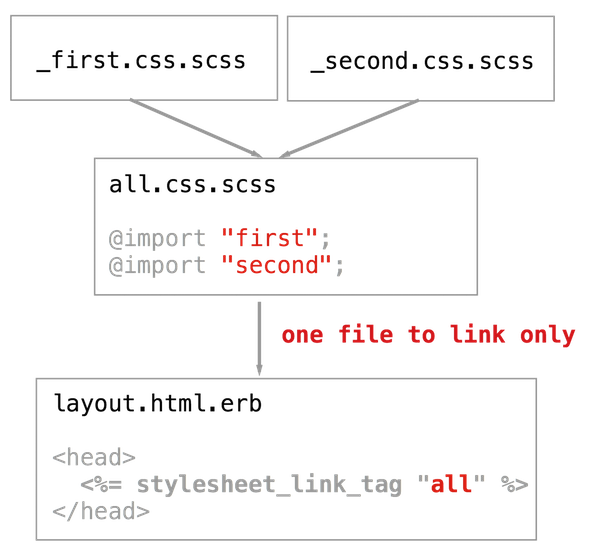 _first.css.scss
_second.css.scss
all.css.scss
@import "first";
@import "second";
one file to link only
layout.html.erb
<head>
<%= stylesheet_link_tag "all" %>
</head>